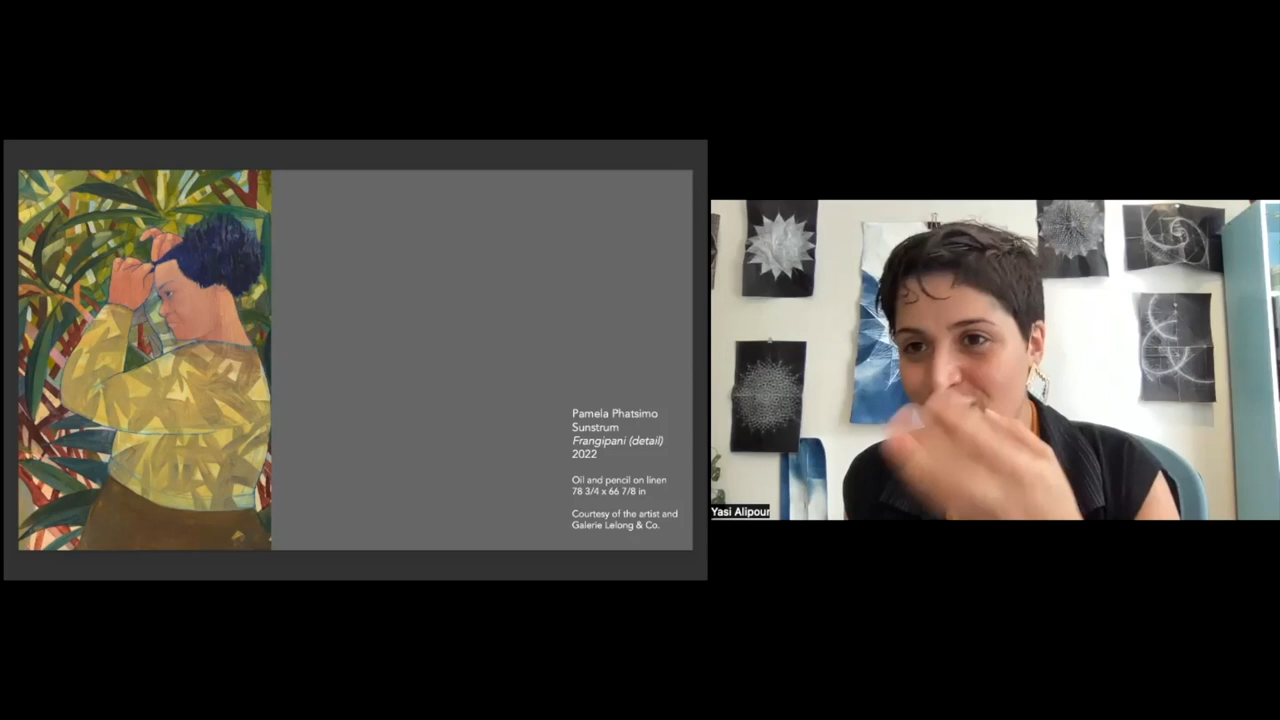 Pamela Phatsimo
Sunstrum
Frangipani (detail)
2022
Oil and pencil on linen
78 3/4 x 66 7/8 in
Courtesy of the artist and
Galerie Lelong & Co.
Yasi Alipour